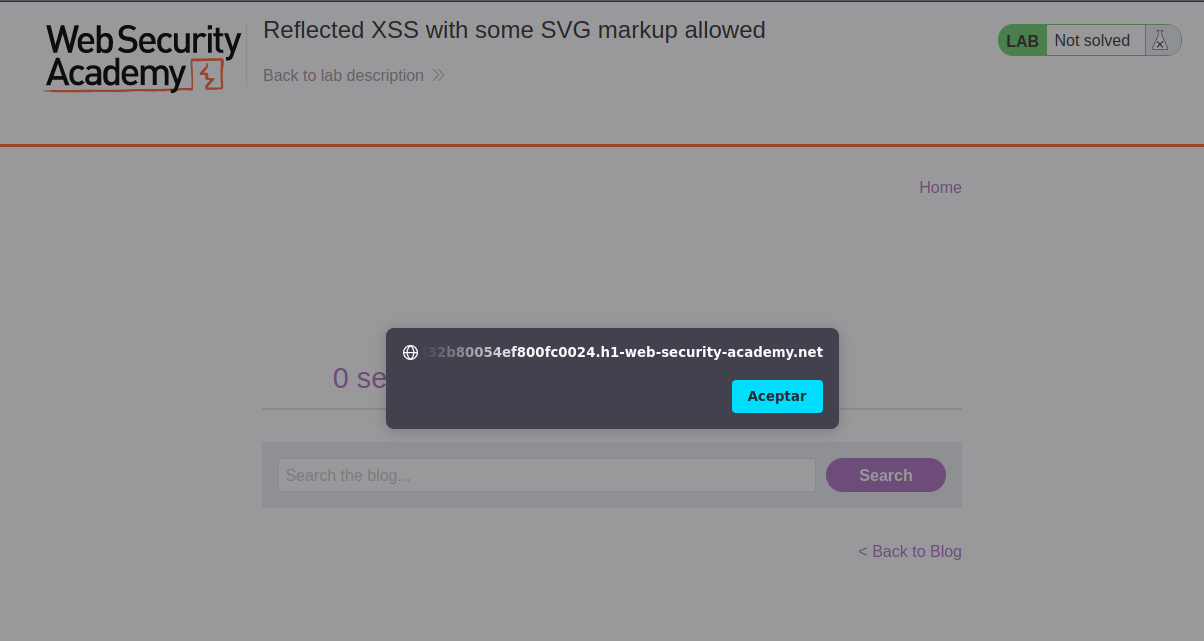 Web Security
Academy
Reflected XSS with some SVG markup allowed
Back to lab description
LAB
Not solved
Home
32b80054ef800fc0024.h1-web-security-academy.net
Aceptar
0 se
Search the blog...
Search
< Back to Blog